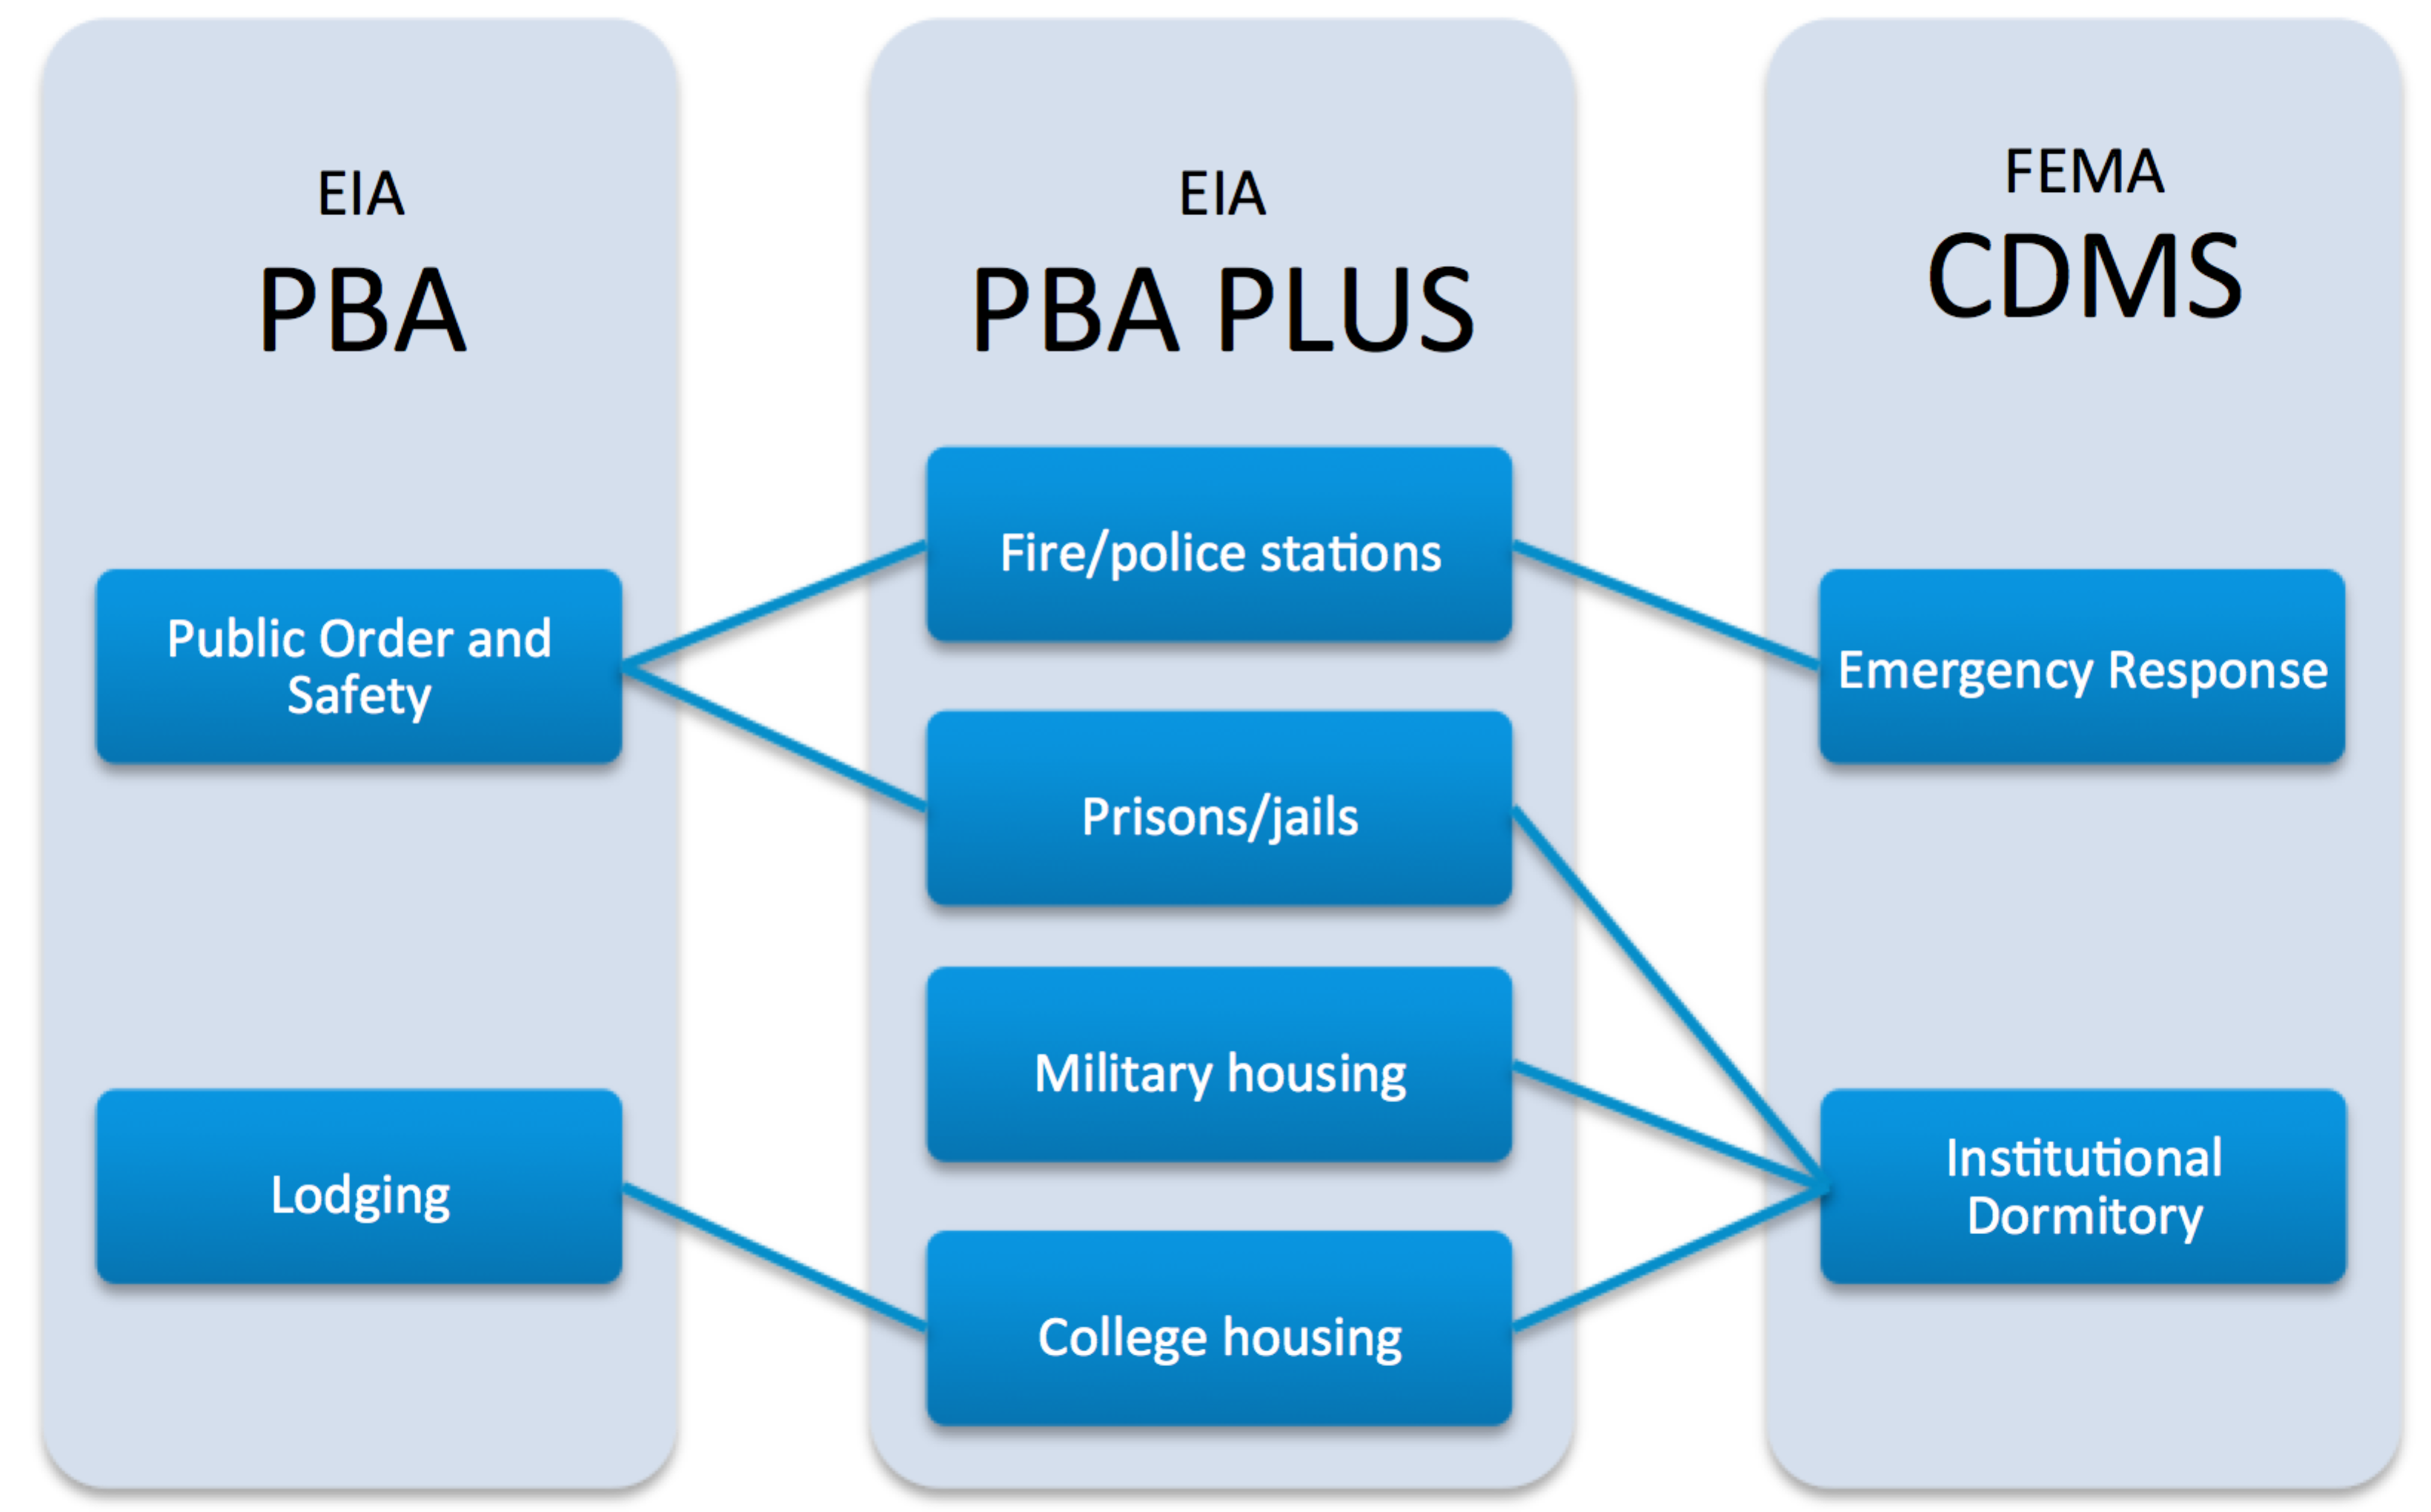 EIA
PBA
Public Order and
Safety
Lodging
EIA
PBA PLUS
Fire/police stations
Prisons/jails
Military housing
College housing
FEMA
CDMS
Emergency Response
Institutional
Dormitory